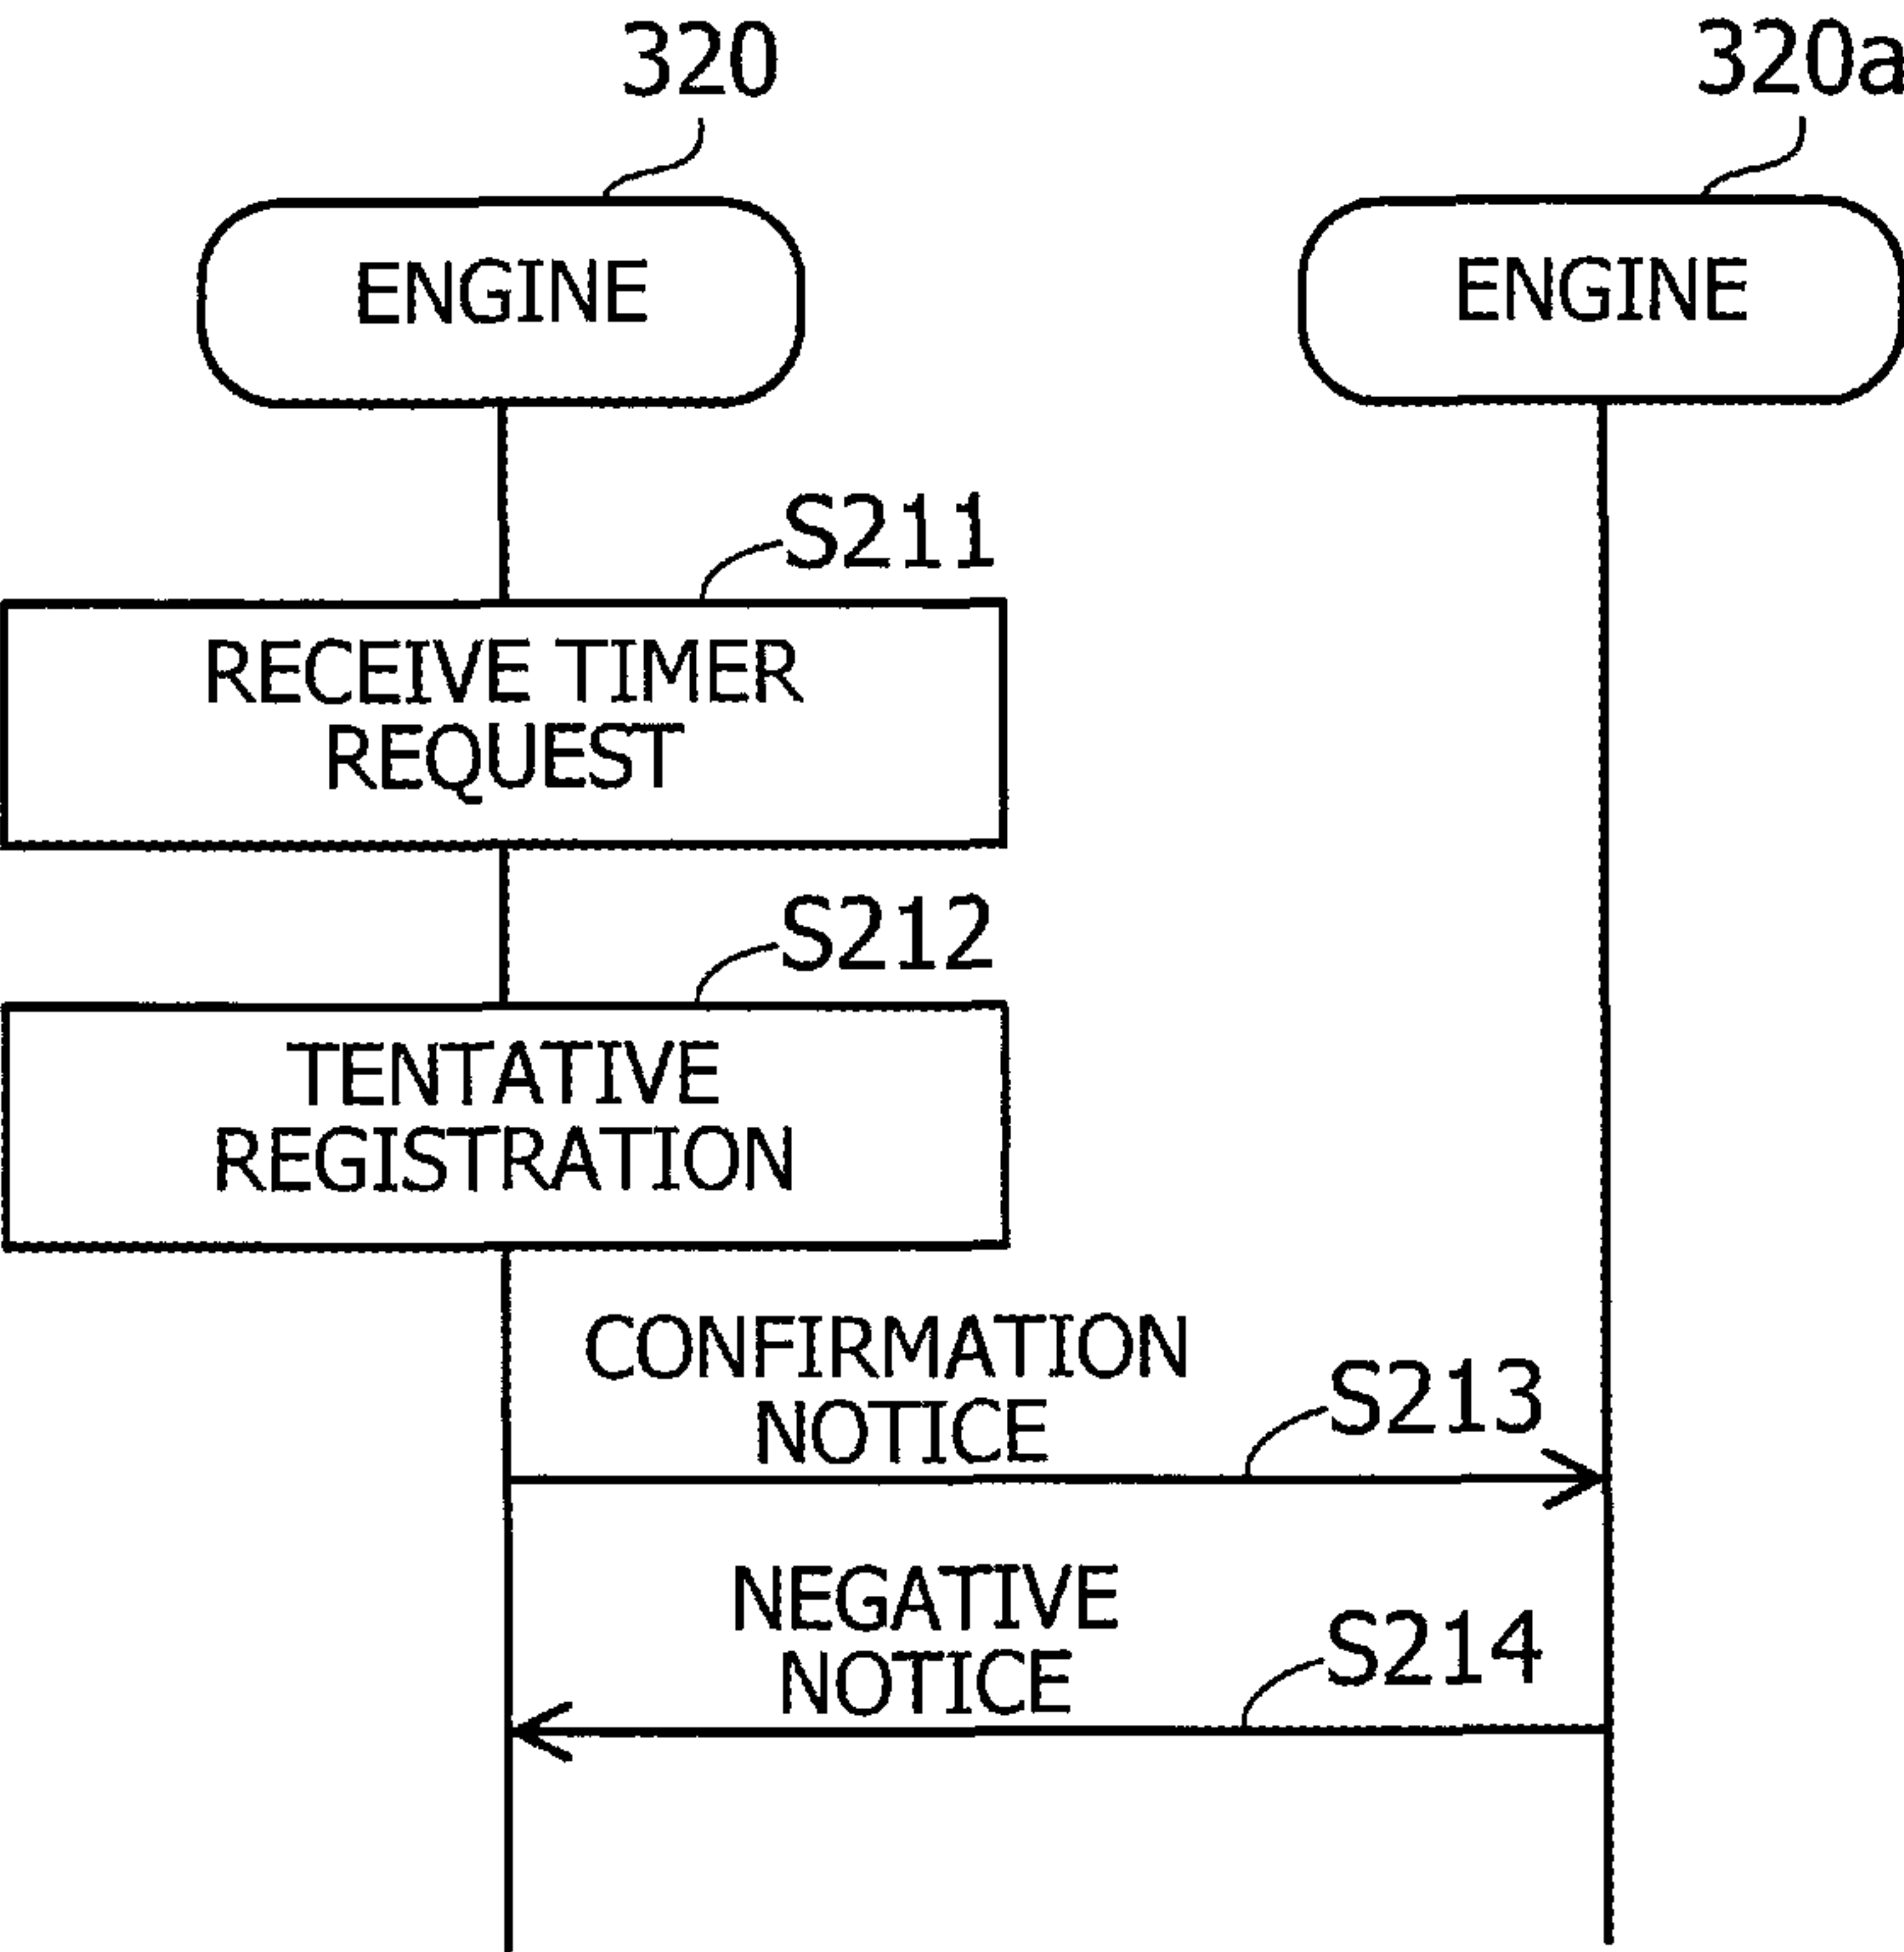 320
320a
ENGINE
ENGINE
S211
RECEIVE TIMER
REQUEST
S212
TENTATIVE
REGISTRATION
CONFIRMATION
NOTICE
S213
NEGATIVE
NOTICE
S214